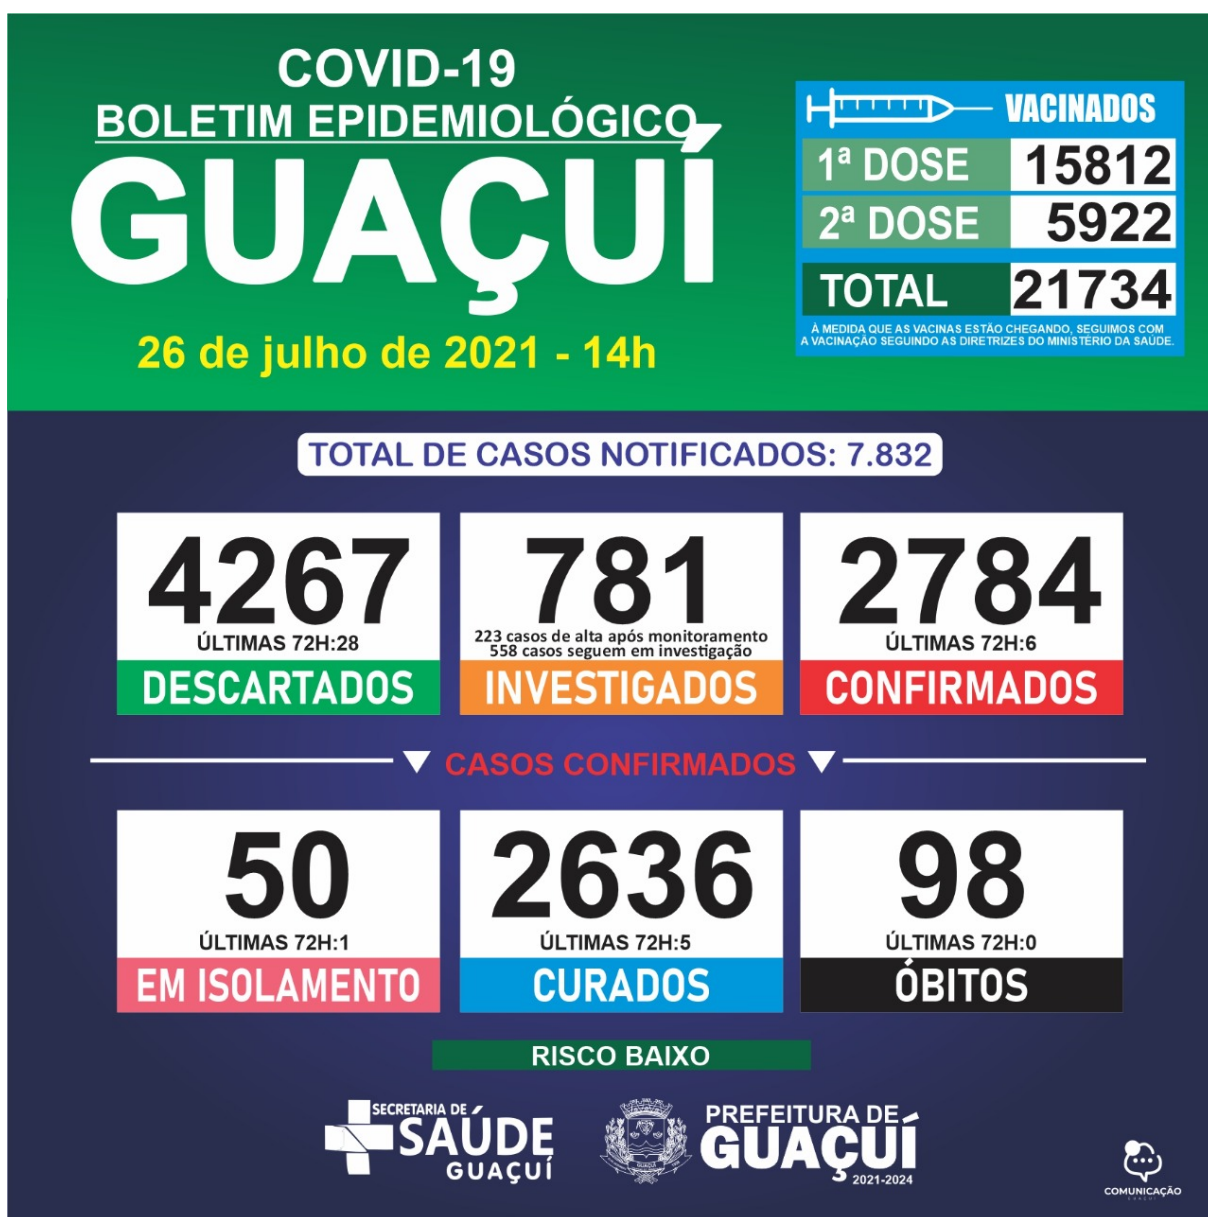 COVID-19
BOLETIM EPIDEMIOLÓGICO
GUAÇUÍ
26 de julho de 2021 - 14h
VACINADOS
1ª DOSE 15812
2ª DOSE 5922
TOTAL 21734
À MEDIDA QUE AS VACINAS ESTÃO CHEGANDO, SEGUIMOS COM
A VACINAÇÃO SEGUINDO AS DIRETRIZES DO MINISTÉRIO DA SAÚDE.
TOTAL DE CASOS NOTIFICADOS: 7.832
4267
ÚLTIMAS 72H:28
DESCARTADOS
781
223 casos de alta após monitoramento
558 casos seguem em investigação
INVESTIGADOS
2784
ÚLTIMAS 72H:6
CONFIRMADOS
CASOS CONFIRMADOS
50
ÚLTIMAS 72H:1
EM ISOLAMENTO
2636
ÚLTIMAS 72H:5
CURADOS
98
ÚLTIMAS 72H:0
ÓBITOS
RISCO BAIXO
SECRETARIA DE
SAÚDE
GUAÇUÍ
PREFEITURA DE
GUAÇUÍ
2021-2024
COMUNICAÇÃO